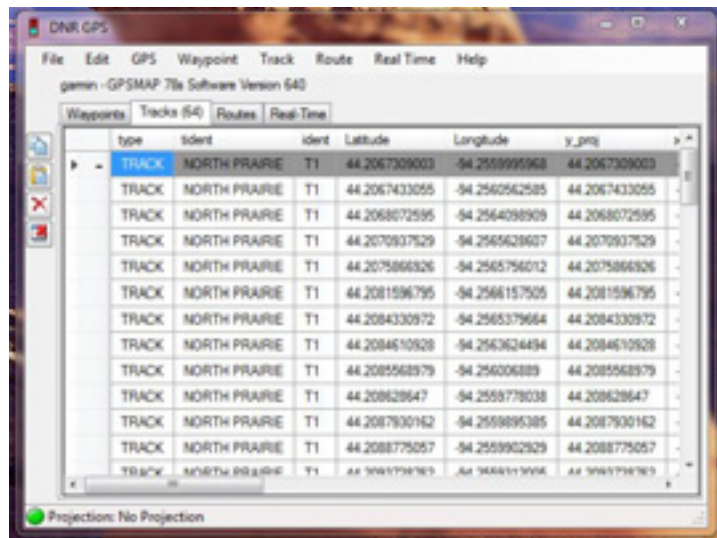 DNR GPS
File Edit GPS Waypoint Track Route Real Time Help
garmin - GPSMAP 78s Software Version 640
Waypoints Tracks (64) Routes Real-Time
type tident ident Latitude Longitude y_proj
TRACK NORTH PRAIRIE T1 44.2067309003 -94.2559995968 44.2067309003
TRACK NORTH PRAIRIE T1 44.2067433055 -94.2560562585 44.2067433055
TRACK NORTH PRAIRIE T1 44.2068072595 -94.2564098909 44.2068072595
TRACK NORTH PRAIRIE T1 44.2070937529 -94.2565628607 44.2070937529
TRACK NORTH PRAIRIE T1 44.2075866926 -94.2565756012 44.2075866926
TRACK NORTH PRAIRIE T1 44.2081596795 -94.2566157505 44.2081596795
TRACK NORTH PRAIRIE T1 44.2084330972 -94.2565379664 44.2084330972
TRACK NORTH PRAIRIE T1 44.2084610928 -94.2563624494 44.2084610928
TRACK NORTH PRAIRIE T1 44.2085568979 -94.256006889 44.2085568979
TRACK NORTH PRAIRIE T1 44.208628647 -94.2559778038 44.208628647
TRACK NORTH PRAIRIE T1 44.2087930162 -94.2559895385 44.2087930162
TRACK NORTH PRAIRIE T1 44.2088775057 -94.2559902929 44.2088775057
TRACK NORTH PRAIRIE T1
Projection: No Projection